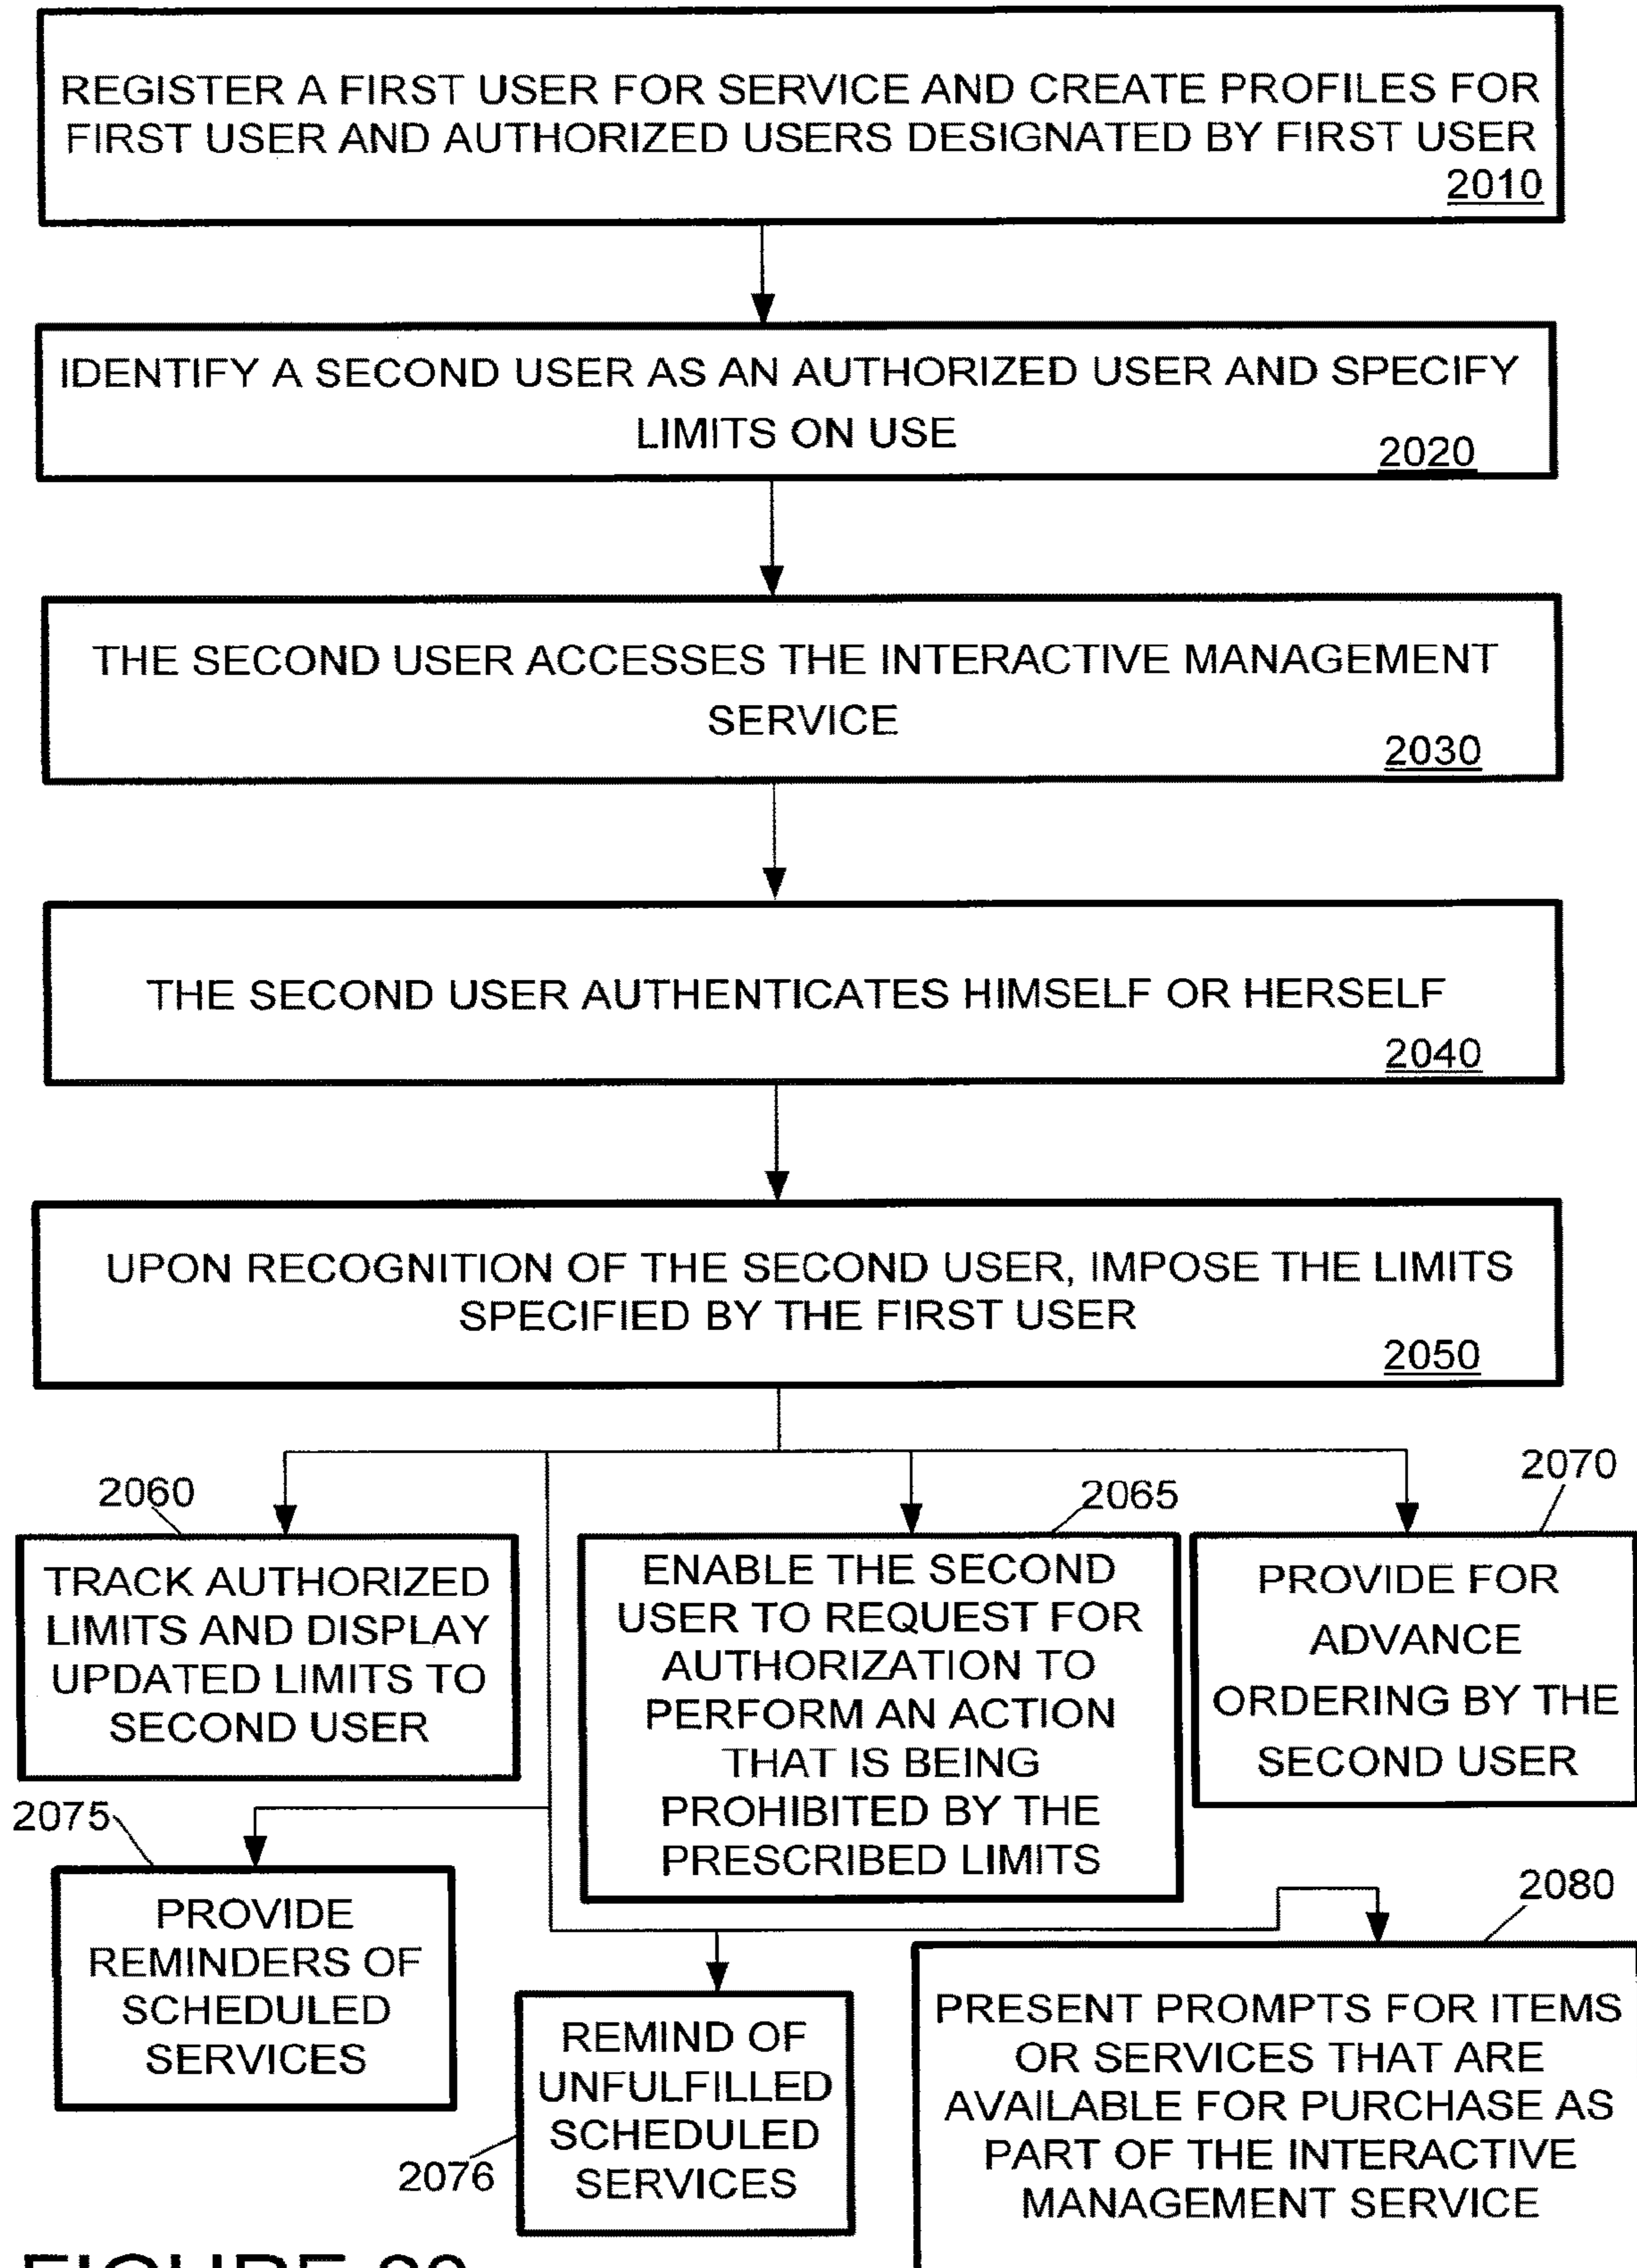 REGISTER A FIRST USER FOR SERVICE AND CREATE PROFILES FOR
FIRST USER AND AUTHORIZED USERS DESIGNATED BY FIRST USER
2010
IDENTIFY A SECOND USER AS AN AUTHORIZED USER AND SPECIFY
LIMITS ON USE
2020
THE SECOND USER ACCESSES THE INTERACTIVE MANAGEMENT
SERVICE
2030
THE SECOND USER AUTHENTICATES HIMSELF OR HERSELF
2040
UPON RECOGNITION OF THE SECOND USER, IMPOSE THE LIMITS
SPECIFIED BY THE FIRST USER
2050
2060
TRACK AUTHORIZED
LIMITS AND DISPLAY
UPDATED LIMITS TO
SECOND USER
2065
ENABLE THE SECOND
USER TO REQUEST FOR
AUTHORIZATION TO
PERFORM AN ACTION
THAT IS BEING
PROHIBITED BY THE
PRESCRIBED LIMITS
2070
PROVIDE FOR
ADVANCE
ORDERING BY THE
SECOND USER
2075
PROVIDE
REMINDERS OF
SCHEDULED
SERVICES
2076
REMIND OF
UNFULFILLED
SCHEDULED
SERVICES
2080
PRESENT PROMPTS FOR ITEMS
OR SERVICES THAT ARE
AVAILABLE FOR PURCHASE AS
PART OF THE INTERACTIVE
MANAGEMENT SERVICE
FIGURE